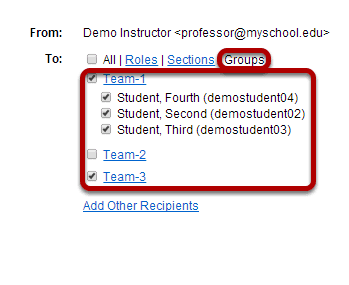 From: Demo Instructor <professor@myschool.edu>
To: All | Roles | Sections Groups
Team-1
Student, Fourth (demostudent04)
Student, Second (demostudent02)
Student, Third (demostudent03)
Team-2
Team-3
Add Other Recipients